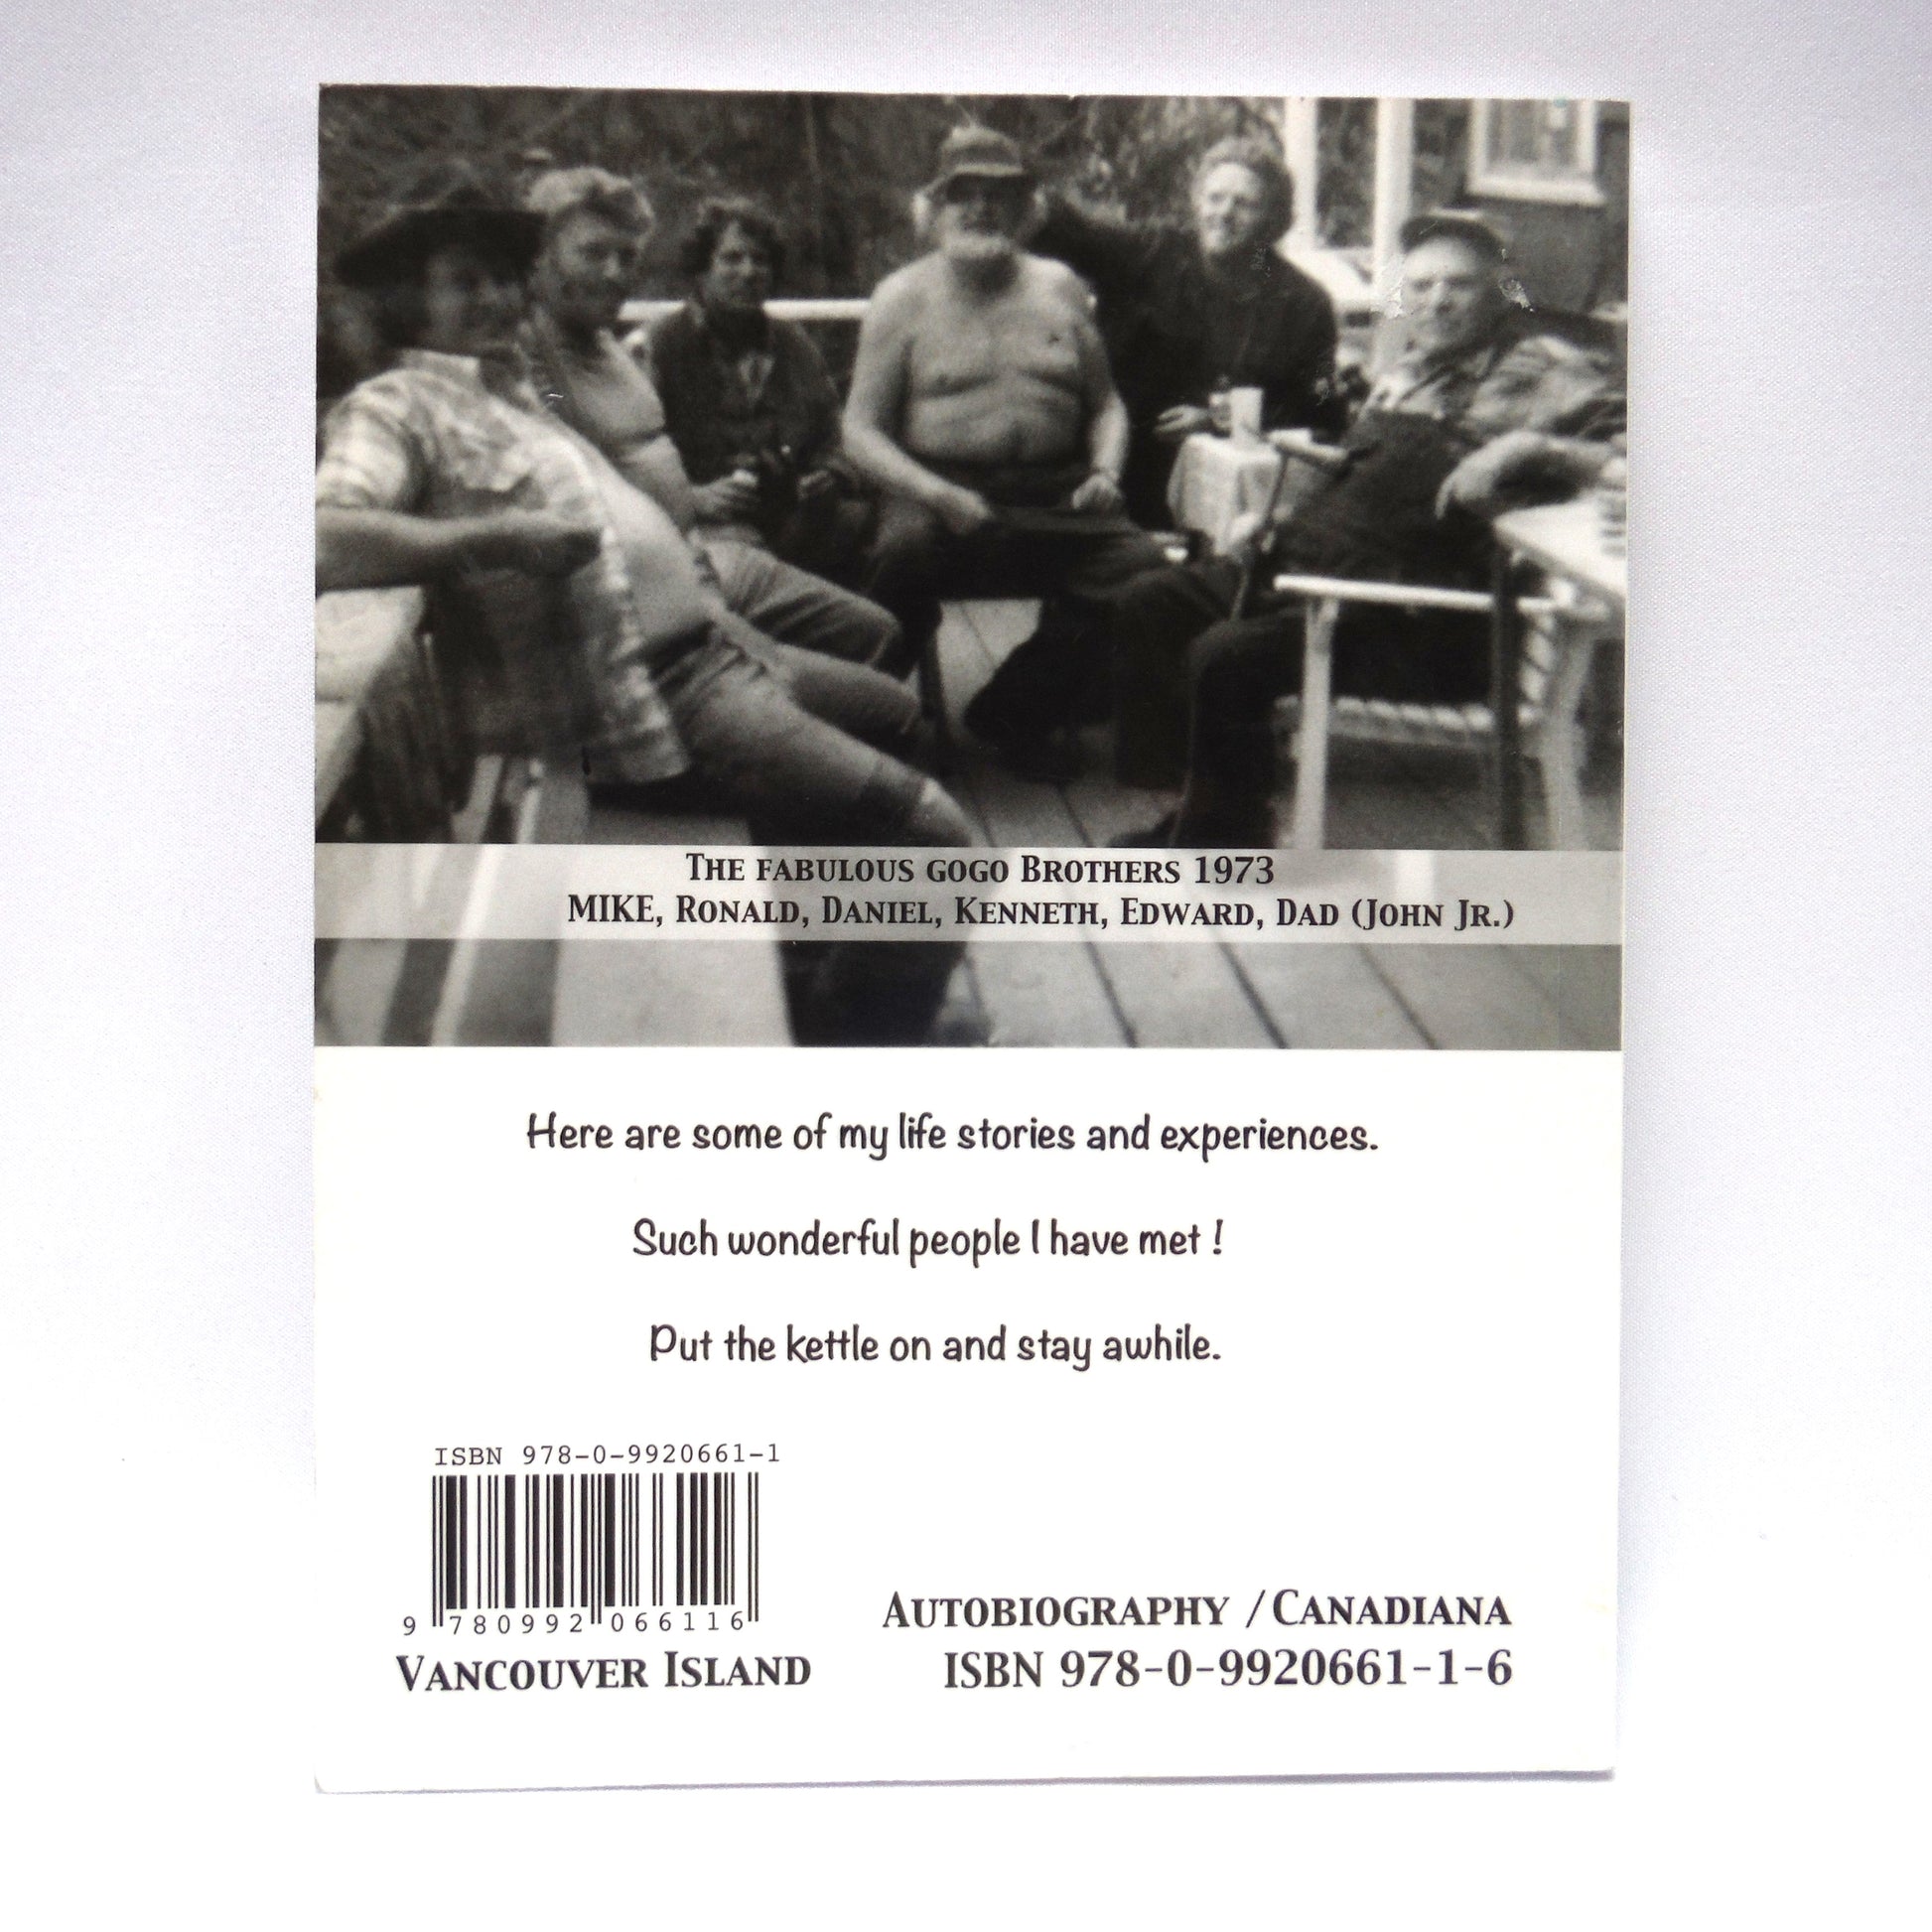 The fabulous gogo Brothers 1973
MIKE, Ronald, Daniel, Kenneth, Edward, Dad (John Jr.)
Here are some of my life stories and experiences.
Such wonderful people I have met !
Put the kettle on and stay awhile.
ISBN 978-0-9920661-1
9 780992 066116
Vancouver Island
Autobiography / Canadiana
ISBN 978-0-9920661-1-6